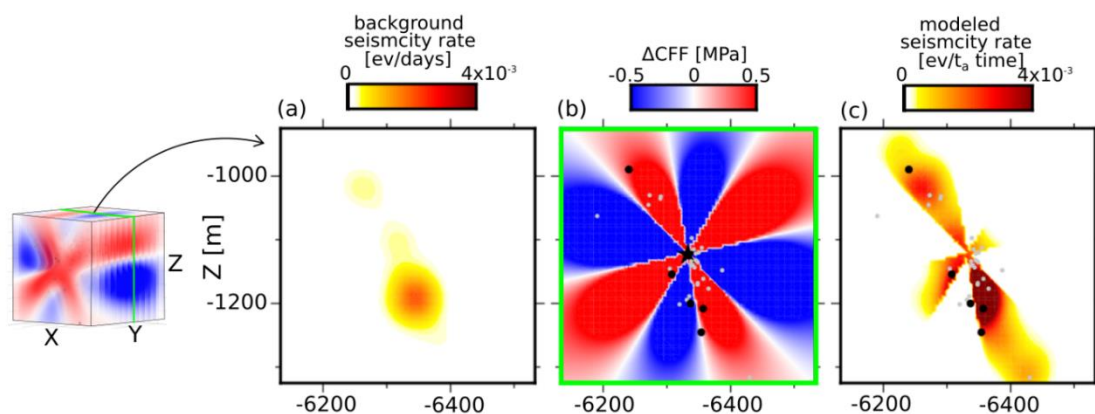 background
seismcity rate
[ev/days]
0
4x10⁻³
ΔCFF [MPa]
-0.5
0.5
modeled
seismcity rate
[ev/tₐ time]
0
4x10⁻³
(a)
(b)
(c)
-1000
-1200
Z [m]
X
Y
Z
-6200
-6400
-6200
-6400
-6200
-6400